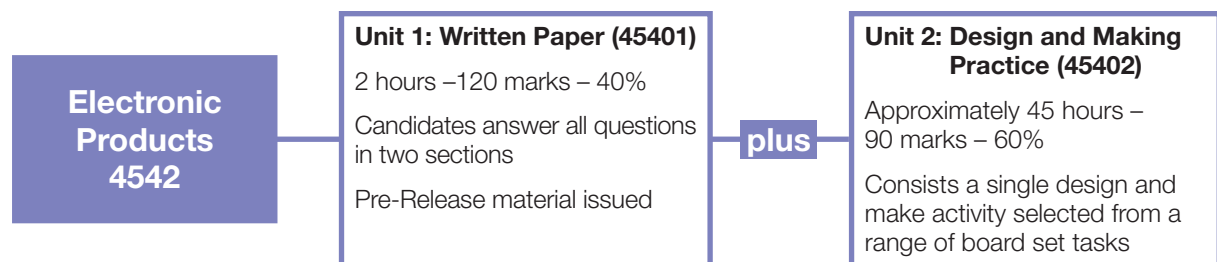 Electronic
Products
4542
Unit 1: Written Paper (45401)
2 hours –120 marks – 40%
Candidates answer all questions
in two sections
Pre-Release material issued
plus
Unit 2: Design and Making
Practice (45402)
Approximately 45 hours –
90 marks – 60%
Consists a single design and
make activity selected from a
range of board set tasks